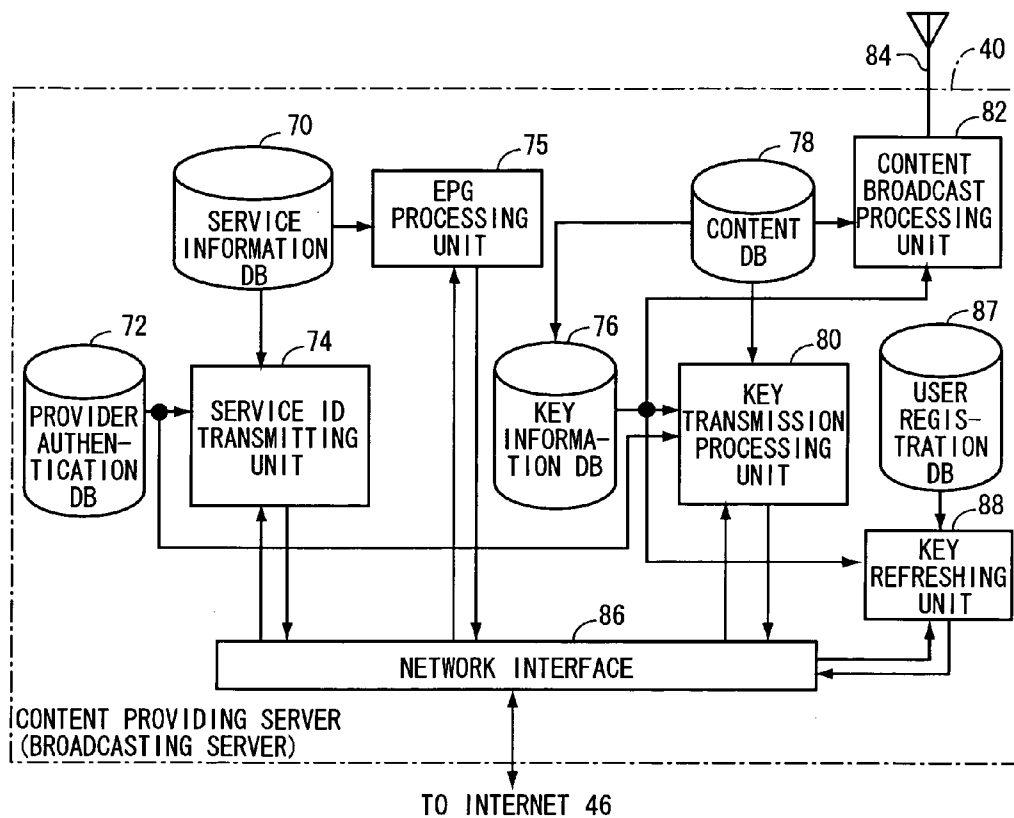 84
40
70
SERVICE
INFORMATION
DB
75
EPG
PROCESSING
UNIT
78
CONTENT
DB
82
CONTENT
BROADCAST
PROCESSING
UNIT
72
PROVIDER
AUTHEN-
TICATION
DB
74
SERVICE ID
TRANSMITTING
UNIT
76
KEY
INFORMA-
TION DB
80
KEY
TRANSMISSION
PROCESSING
UNIT
87
USER
REGIS-
TRATION
DB
88
KEY
REFRESHING
UNIT
86
NETWORK INTERFACE
CONTENT PROVIDING SERVER
(BROADCASTING SERVER)
TO INTERNET 46